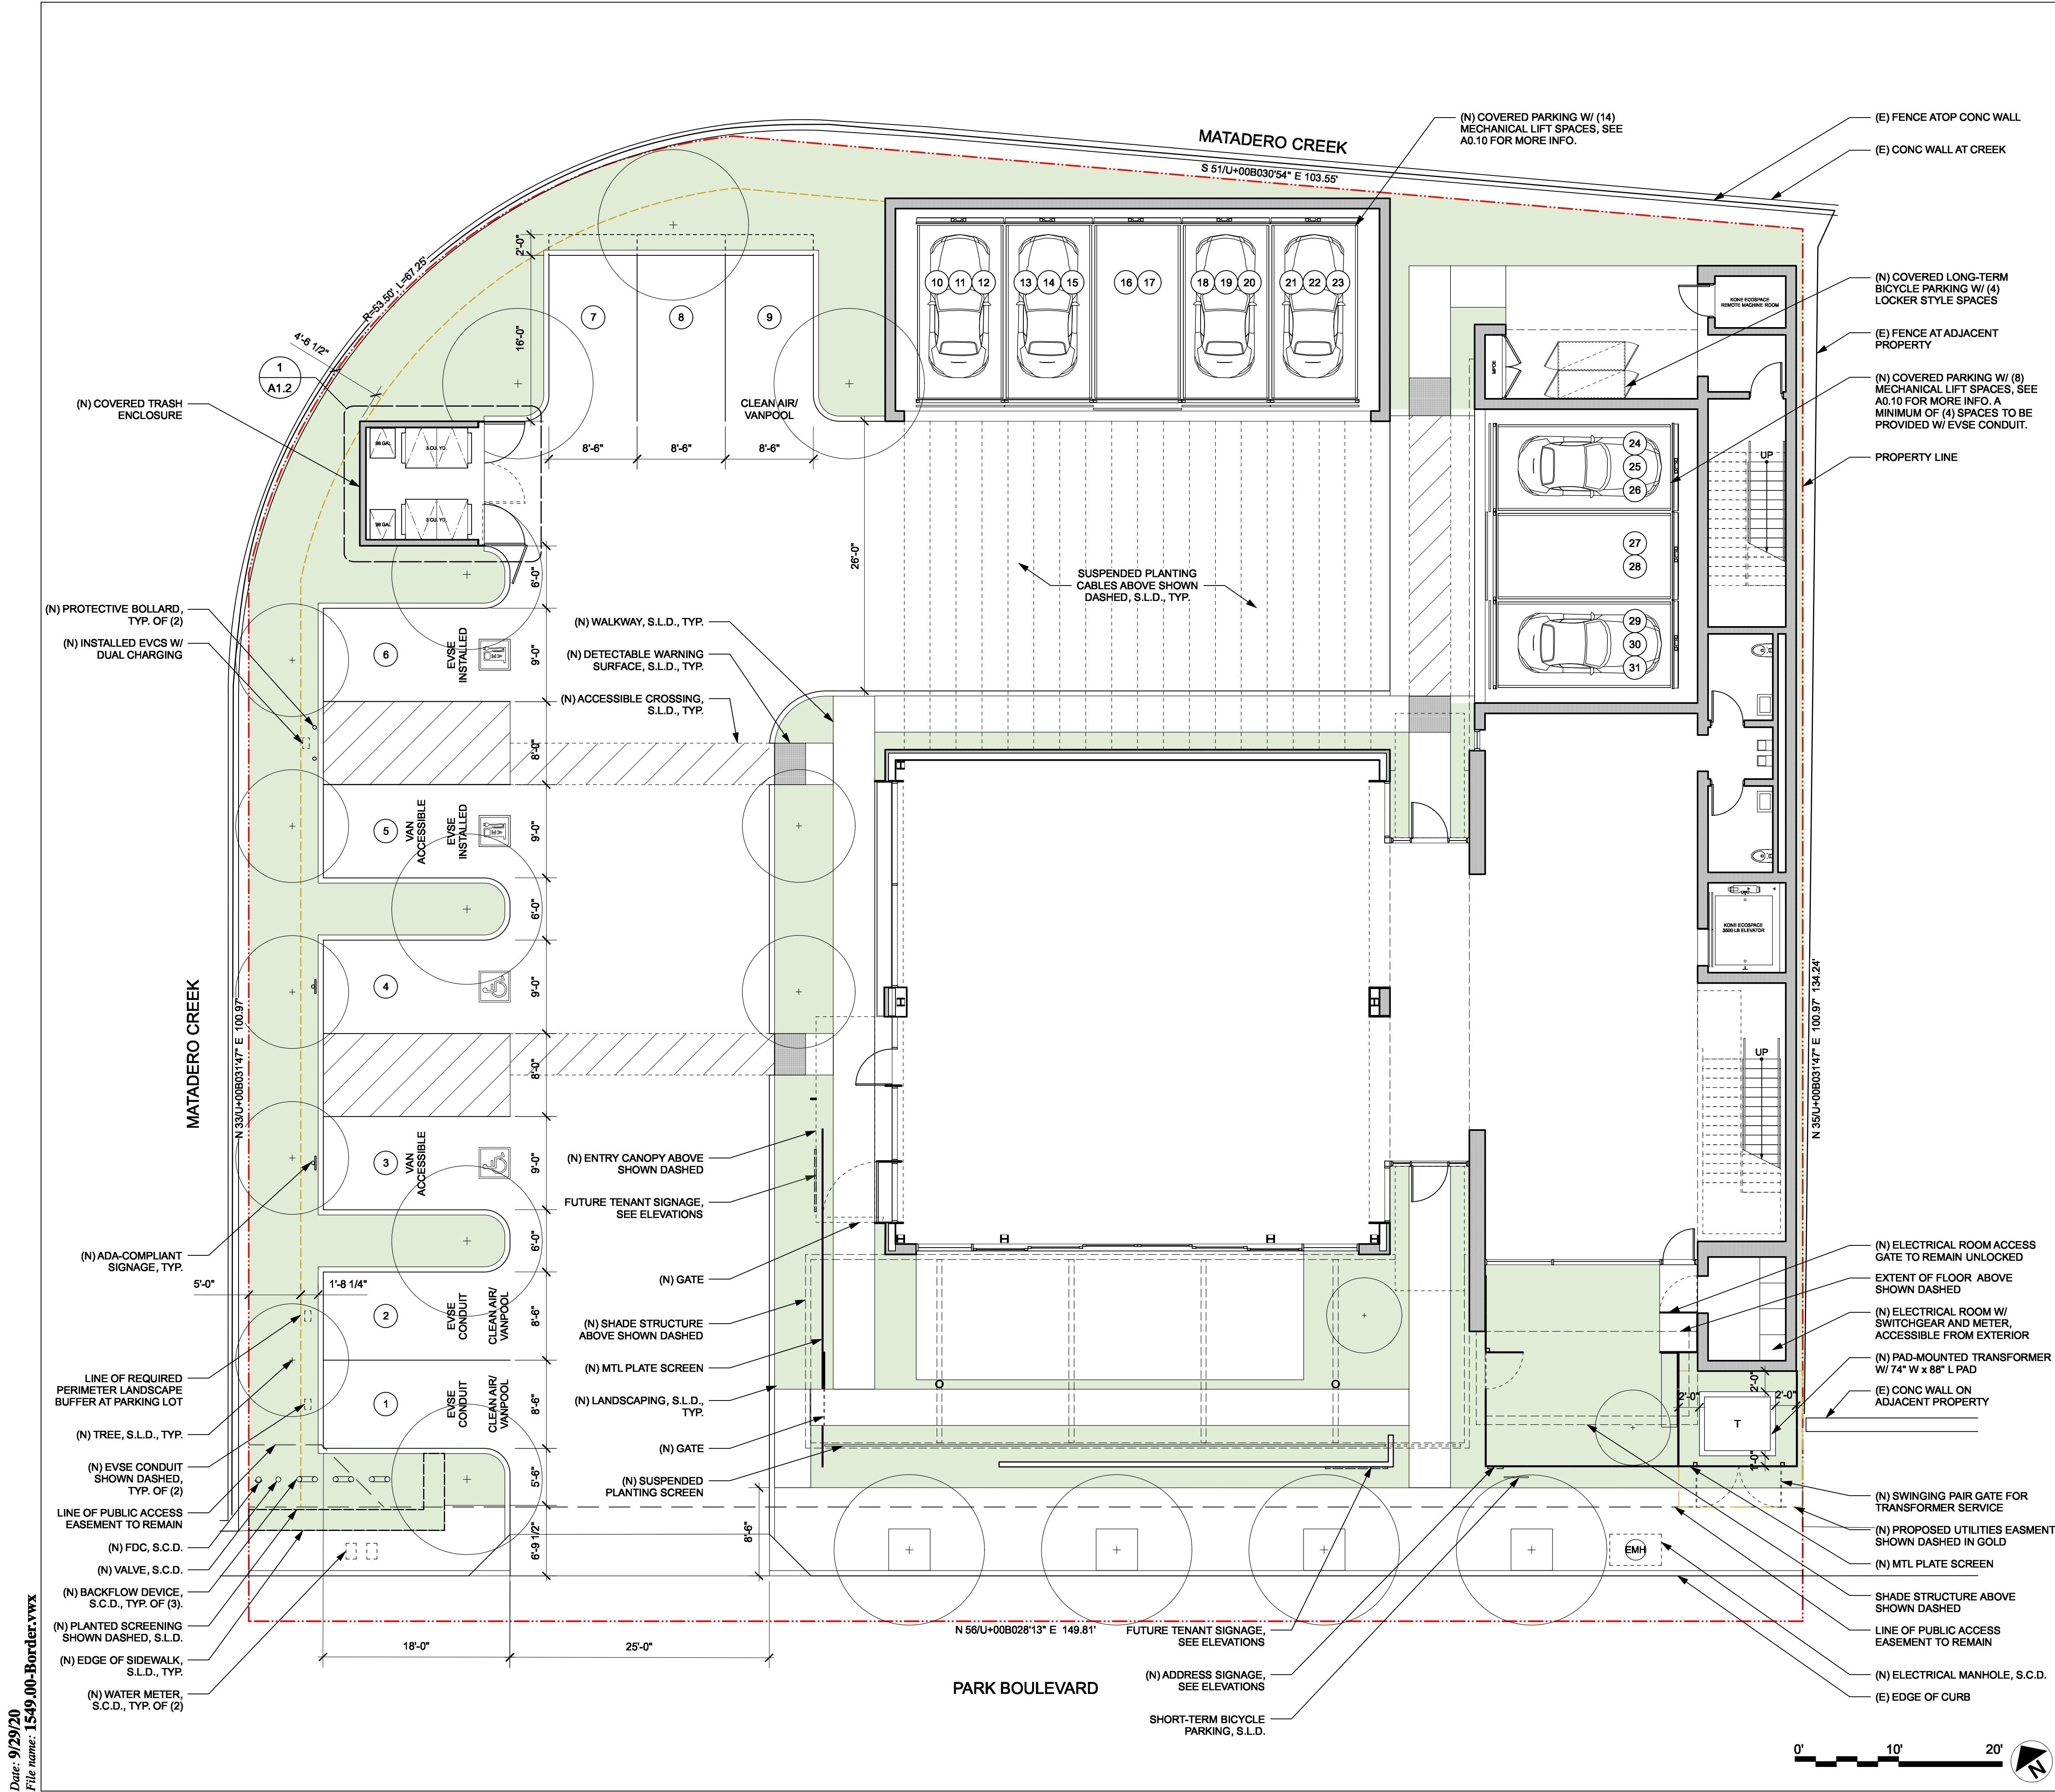 MATADERO CREEK
S 51/U+00B030'54" E 103.55'
(N) COVERED PARKING W/ (14)
MECHANICAL LIFT SPACES, SEE
A0.10 FOR MORE INFO.
(E) FENCE ATOP CONC WALL
(E) CONC WALL AT CREEK
(N) COVERED LONG-TERM
BICYCLE PARKING W/ (4)
LOCKER STYLE SPACES
(E) FENCE AT ADJACENT
PROPERTY
(N) COVERED PARKING W/ (8)
MECHANICAL LIFT SPACES, SEE
A0.10 FOR MORE INFO. A
MINIMUM OF (4) SPACES TO BE
PROVIDED W/ EVSE CONDUIT.
PROPERTY LINE
R=53.50', L=67.25'
4'-6 1/2"
1
A1.2
(N) COVERED TRASH
ENCLOSURE
96 GAL
3 CU. YD.
96 GAL
3 CU. YD.
2'-0"
16'-0"
7
8
9
CLEAN AIR/
VANPOOL
8'-6"
8'-6"
8'-6"
10 11 12
13 14 15
16 17
18 19 20
21 22 23
KONE ECOSPACE
REMOTE MACHINE ROOM
MPOE
24
25
26
27
28
29
30
31
UP
26'-0"
SUSPENDED PLANTING
CABLES ABOVE SHOWN
DASHED, S.L.D., TYP.
(N) PROTECTIVE BOLLARD,
TYP. OF (2)
(N) INSTALLED EVCS W/
DUAL CHARGING
(N) WALKWAY, S.L.D., TYP.
(N) DETECTABLE WARNING
SURFACE, S.L.D., TYP.
(N) ACCESSIBLE CROSSING,
S.L.D., TYP.
6'-0"
6
EVSE
INSTALLED
9'-0"
8'-0"
5
VAN
ACCESSIBLE
EVSE
INSTALLED
9'-0"
6'-0"
4
9'-0"
8'-0"
3
VAN
ACCESSIBLE
9'-0"
6'-0"
2
EVSE
CONDUIT
CLEAN AIR/
VANPOOL
8'-6"
1
EVSE
CONDUIT
CLEAN AIR/
VANPOOL
8'-6"
5'-6"
6'-9 1/2"
8'-6"
18'-0"
25'-0"
MATADERO CREEK
N 33/U+00B031'47" E 100.97'
KONE ECOSPACE
3500 LB ELEVATOR
UP
N 35/U+00B031'47" E 100.97' 134.24'
(N) ADA-COMPLIANT
SIGNAGE, TYP.
5'-0"
1'-8 1/4"
LINE OF REQUIRED
PERIMETER LANDSCAPE
BUFFER AT PARKING LOT
(N) TREE, S.L.D., TYP.
(N) EVSE CONDUIT
SHOWN DASHED,
TYP. OF (2)
LINE OF PUBLIC ACCESS
EASEMENT TO REMAIN
(N) FDC, S.C.D.
(N) VALVE, S.C.D.
(N) BACKFLOW DEVICE,
S.C.D., TYP. OF (3).
(N) PLANTED SCREENING
SHOWN DASHED, S.L.D.
(N) EDGE OF SIDEWALK,
S.L.D., TYP.
(N) WATER METER,
S.C.D., TYP. OF (2)
(N) ENTRY CANOPY ABOVE
SHOWN DASHED
FUTURE TENANT SIGNAGE,
SEE ELEVATIONS
(N) GATE
(N) SHADE STRUCTURE
ABOVE SHOWN DASHED
(N) MTL PLATE SCREEN
(N) LANDSCAPING, S.L.D.,
TYP.
(N) GATE
(N) SUSPENDED
PLANTING SCREEN
(N) ELECTRICAL ROOM ACCESS
GATE TO REMAIN UNLOCKED
EXTENT OF FLOOR ABOVE
SHOWN DASHED
(N) ELECTRICAL ROOM W/
SWITCHGEAR AND METER,
ACCESSIBLE FROM EXTERIOR
(N) PAD-MOUNTED TRANSFORMER
W/ 74" W x 88" L PAD
(E) CONC WALL ON
ADJACENT PROPERTY
2'-0"
2'-0"
2'-0"
T
EMH
(N) SWINGING PAIR GATE FOR
TRANSFORMER SERVICE
(N) PROPOSED UTILITIES EASMENT
SHOWN DASHED IN GOLD
(N) MTL PLATE SCREEN
SHADE STRUCTURE ABOVE
SHOWN DASHED
LINE OF PUBLIC ACCESS
EASEMENT TO REMAIN
(N) ELECTRICAL MANHOLE, S.C.D.
(E) EDGE OF CURB
N 56/U+00B028'13" E 149.81'
FUTURE TENANT SIGNAGE,
SEE ELEVATIONS
(N) ADDRESS SIGNAGE,
SEE ELEVATIONS
SHORT-TERM BICYCLE
PARKING, S.L.D.
PARK BOULEVARD
0' 10' 20'
N
Date: 9/29/20
File name: 1549.00-Border.vwx